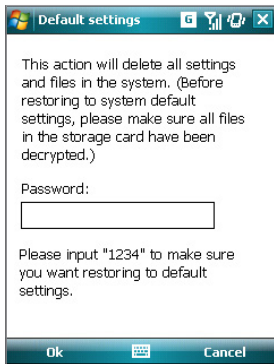 Default settings G
This action will delete all settings
and files in the system. (Before
restoring to system default
settings, please make sure all files
in the storage card have been
decrypted.)
Password:
Please input "1234" to make sure
you want restoring to default
settings.
Ok Cancel